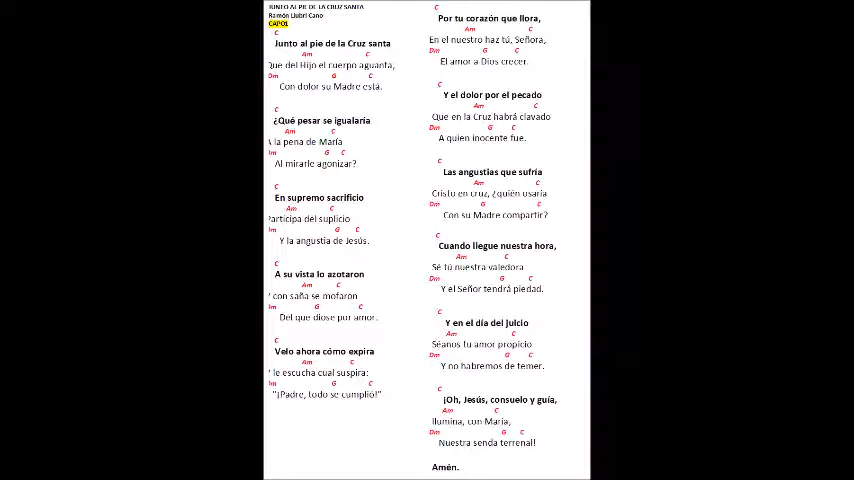 JUNTO AL PIE DE LA CRUZ SANTA
Ramón Llubrí Cano
CAPO1
C
Junto al pie de la Cruz santa
Am C
Que del Hijo el cuerpo aguanta,
Dm G C
Con dolor su Madre está.
C
¿Qué pesar se igualaría
Am C
A la pena de María
Dm G C
Al mirarle agonizar?
C
En supremo sacrificio
Am C
Participa del suplicio
Dm G C
Y la angustia de Jesús.
C
A su vista lo azotaron
Am C
Y con saña se mofaron
Dm G C
Del que diose por amor.
C
Velo ahora cómo expira
Am C
Y le escucha cual suspira:
Dm G C
"¡Padre, todo se cumplió!"
C
Por tu corazón que llora,
Am C
En el nuestro haz tú, Señora,
Dm G C
El amor a Dios crecer.
C
Y el dolor por el pecado
Am C
Que en la Cruz habrá clavado
Dm G C
A quien inocente fue.
C
Las angustias que sufría
Am C
Cristo en cruz, ¿quién osaría
Dm G C
Con su Madre compartir?
C
Cuando llegue nuestra hora,
Am C
Sé tú nuestra valedora
Dm G C
Y el Señor tendrá piedad.
C
Y en el día del juicio
Am C
Séanos tu amor propicio
Dm G C
Y no habremos de temer.
C
¡Oh, Jesús, consuelo y guía,
Am C
Ilumina, con María,
Dm G C
Nuestra senda terrenal!
Amén.